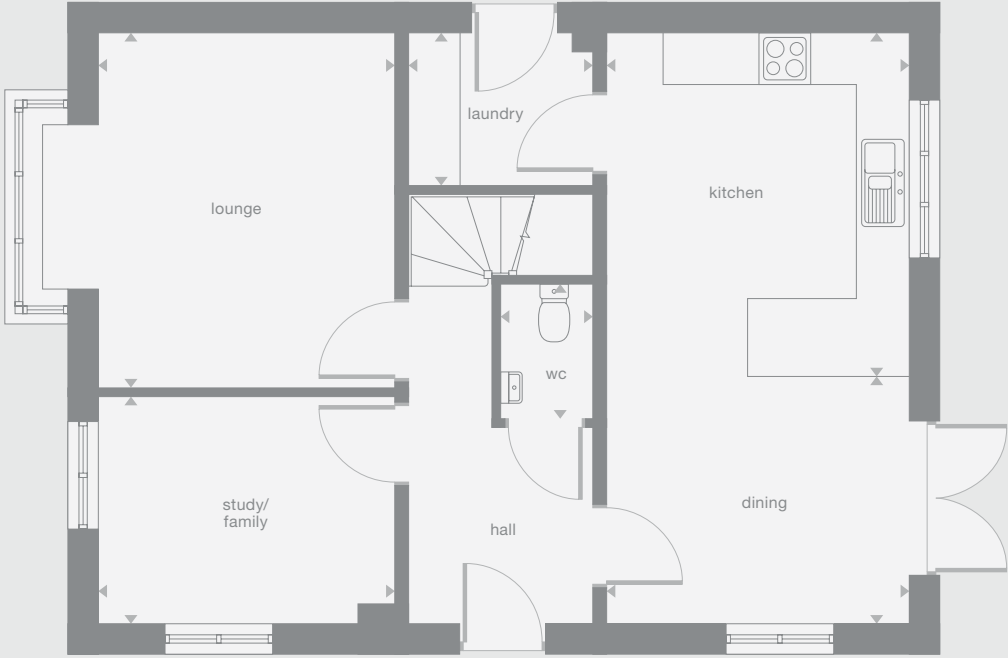 laundry
kitchen
lounge
wc
study/
family
dining
hall